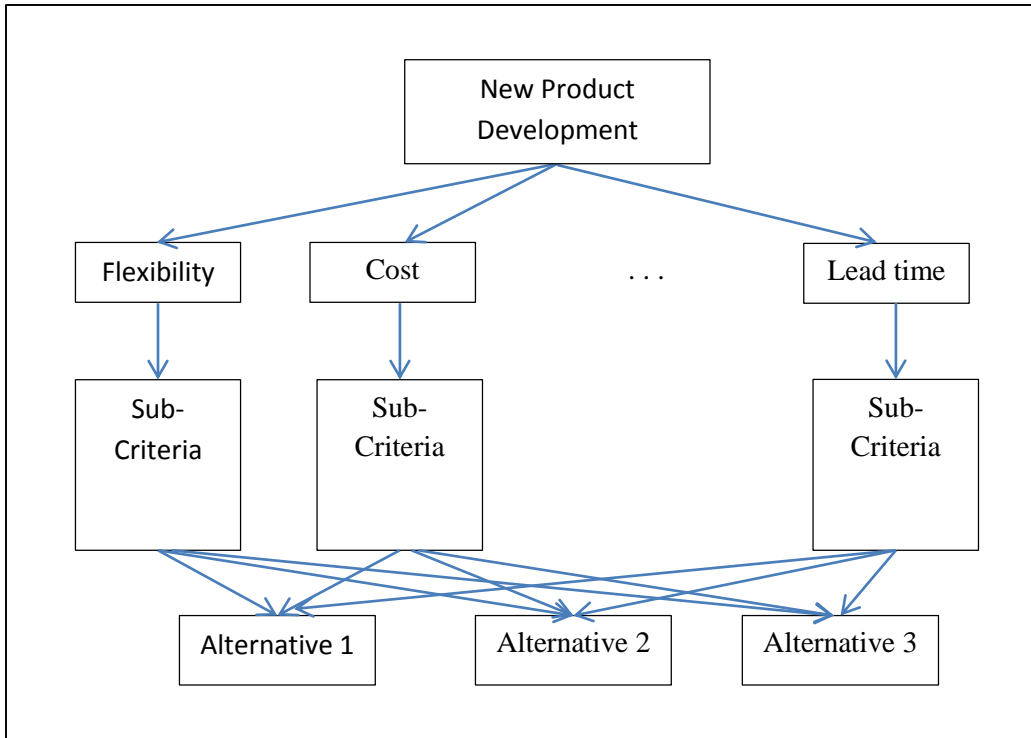 New Product
Development
Flexibility
Cost
. . .
Lead time
Sub-
Criteria
Sub-
Criteria
Sub-
Criteria
Alternative 1
Alternative 2
Alternative 3